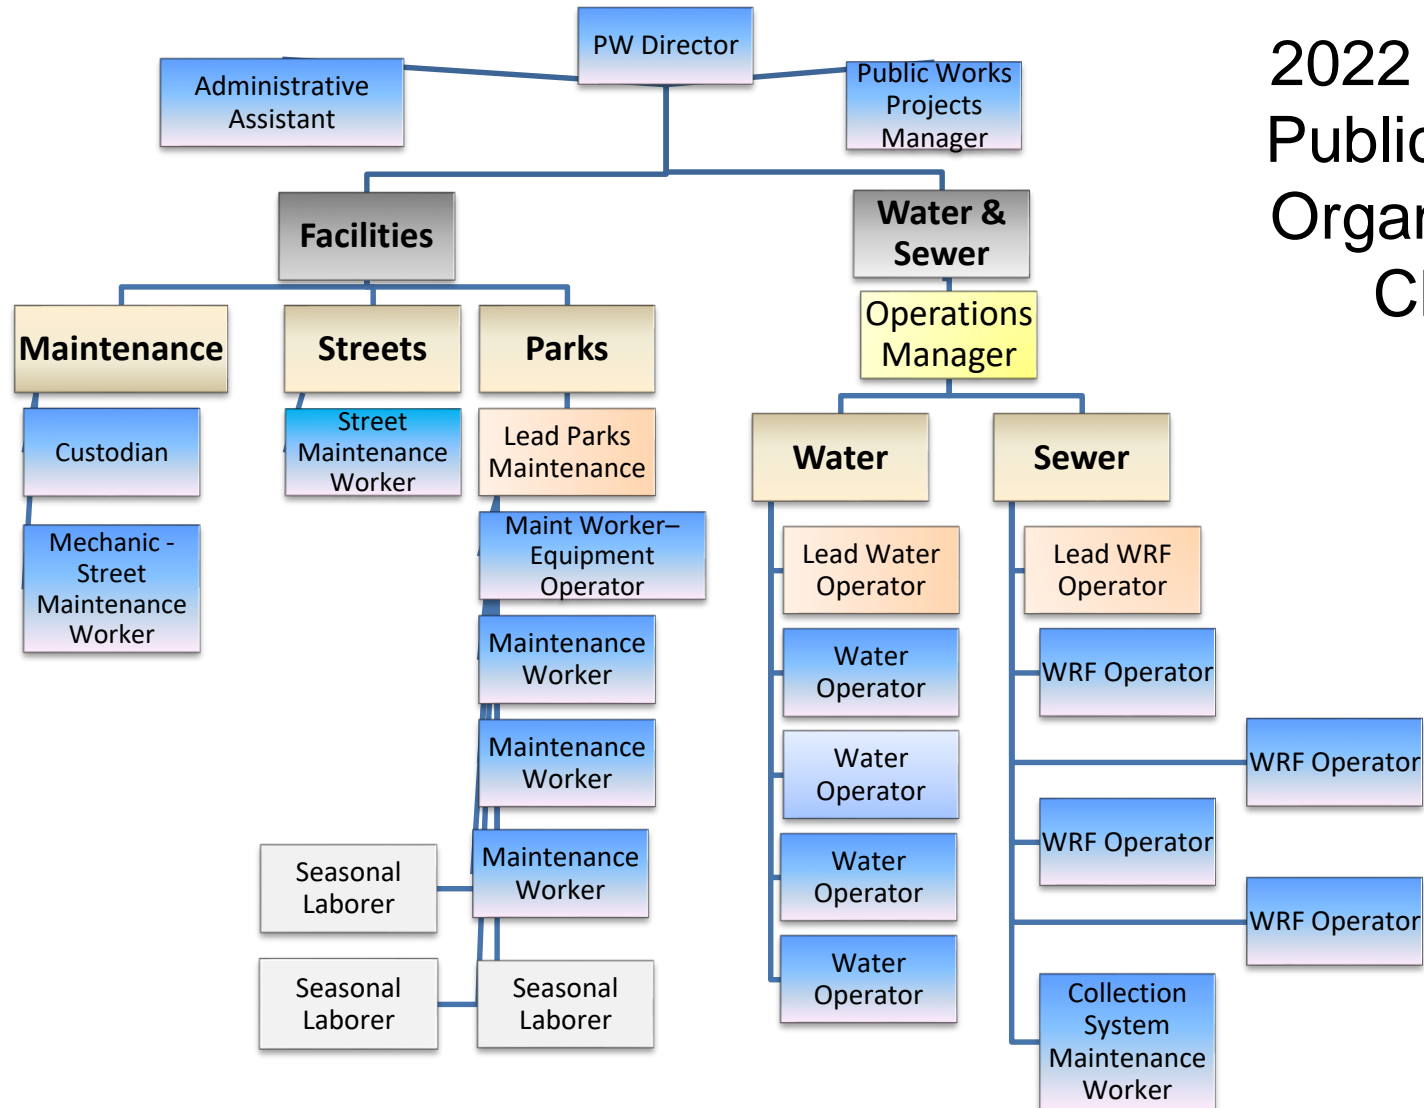 PW Director
Administrative
Assistant
Public Works
Projects
Manager
2022
Public
Facilities
Water &
Sewer
Operations
Manager
Maintenance
Streets
Parks
Custodian
Mechanic -
Street
Maintenance
Worker
Street
Maintenance
Worker
Lead Parks
Maintenance
Maint Worker–
Equipment
Operator
Maintenance
Worker
Maintenance
Worker
Maintenance
Worker
Seasonal
Laborer
Seasonal
Laborer
Seasonal
Laborer
Water
Sewer
Lead Water
Operator
Water
Operator
Water
Operator
Water
Operator
Water
Operator
Lead WRF
Operator
WRF Operator
WRF Operator
WRF Operator
WRF Operator
Collection
System
Maintenance
Worker